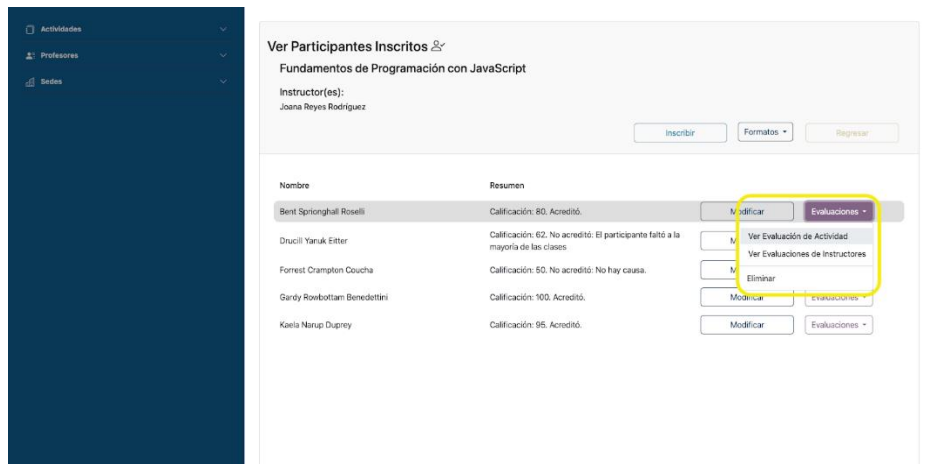 Actividades
Profesores
Sedes
Ver Participantes Inscritos
Fundamentos de Programación con JavaScript
Instructor(es):
Joana Reyes Rodríguez
Inscribir Formatos Regresar
Nombre Resumen
Bent Sprionghall Roselli Calificación: 80. Acreditó. Modificar Evaluaciones
Ver Evaluación de Actividad
Drucill Yanuk Eitter Calificación: 62. No acreditó: El participante faltó a la
mayoría de las clases
Ver Evaluaciones de Instructores
Forrest Crampton Coucha Calificación: 50. No acreditó: No hay causa.
Eliminar
Gardy Rowbottam Benedettini Calificación: 100. Acreditó. Modificar Evaluaciones
Kaela Narup Duprey Calificación: 95. Acreditó. Modificar Evaluaciones